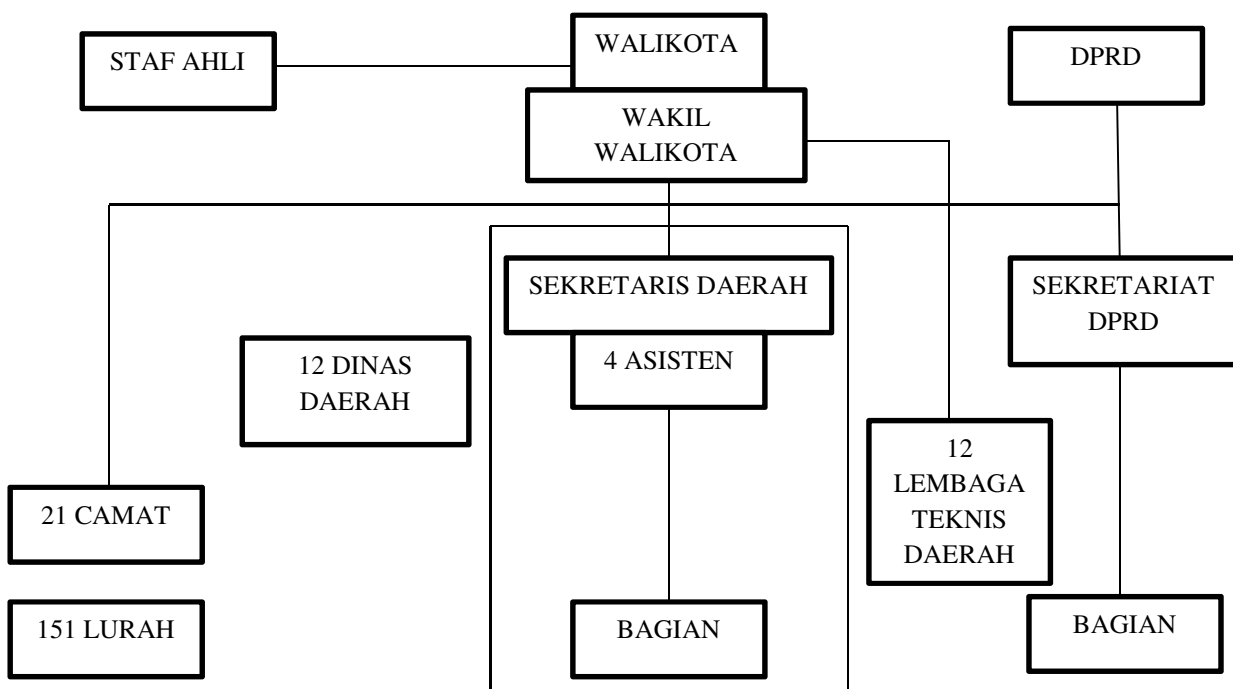 STAF AHLI
WALIKOTA
DPRD
WAKIL
WALIKOTA
SEKRETARIS DAERAH
SEKRETARIAT
DPRD
12 DINAS
DAERAH
4 ASISTEN
12
LEMBAGA
TEKNIS
DAERAH
21 CAMAT
151 LURAH
BAGIAN
BAGIAN